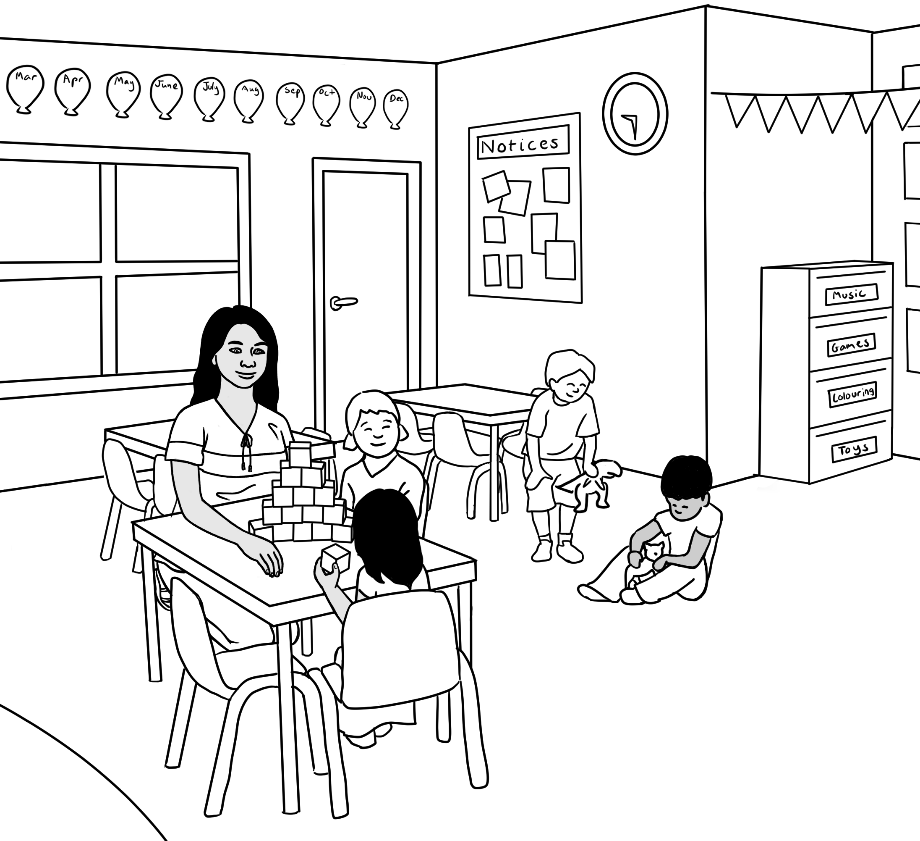 Mar
Apr
May
June
July
Aug
Sep
Oct
Nov
Dec
Notices
Music
Games
Colouring
Toys